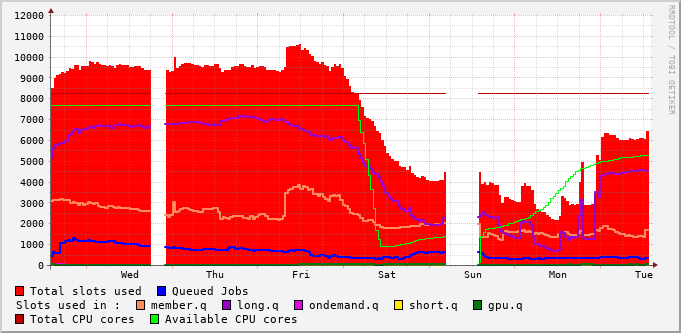 12000
11000
10000
9000
8000
7000
6000
5000
4000
3000
2000
1000
0
Wed Thu Fri Sat Sun Mon Tue
Total slots used Queued Jobs
Slots used in : member.q long.q ondemand.q short.q gpu.q
Total CPU cores Available CPU cores
RRDTOOL / TOBI OETIKER